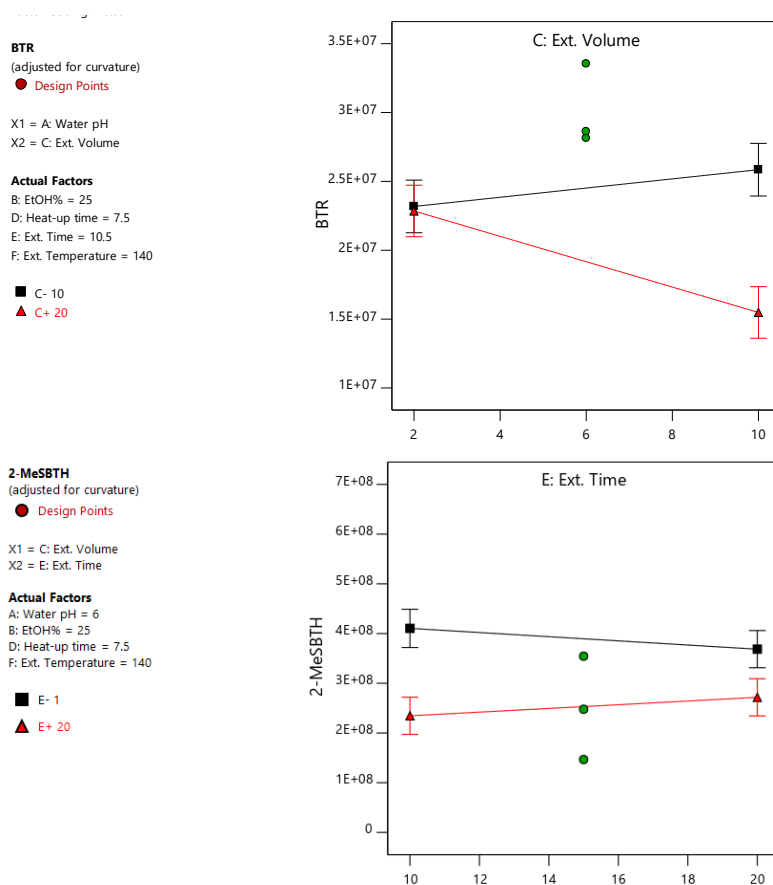 BTR
(adjusted for curvature)
Design Points
X1 = A: Water pH
X2 = C: Ext. Volume
Actual Factors
B: EtOH% = 25
D: Heat-up time = 7.5
E: Ext. Time = 10.5
F: Ext. Temperature = 140
C- 10
C+ 20
C: Ext. Volume
BTR
3.5E+07
3E+07
2.5E+07
2E+07
1.5E+07
1E+07
2 4 6 8 10
2-MeSBTH
(adjusted for curvature)
Design Points
X1 = C: Ext. Volume
X2 = E: Ext. Time
Actual Factors
A: Water pH = 6
B: EtOH% = 25
D: Heat-up time = 7.5
F: Ext. Temperature = 140
E- 1
E+ 20
E: Ext. Time
2-MeSBTH
7E+08
6E+08
5E+08
4E+08
3E+08
2E+08
1E+08
0
10 12 14 16 18 20